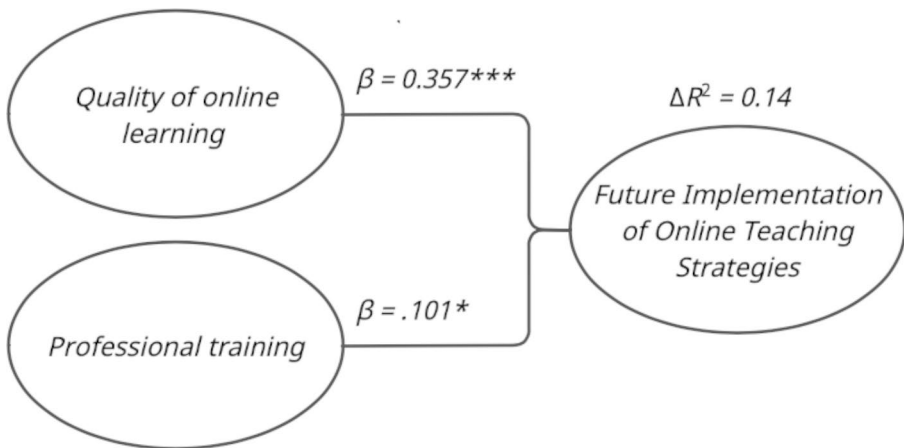 Quality of online
learning
β = 0.357***
ΔR² = 0.14
Future Implementation
of Online Teaching
Strategies
β = .101*
Professional training